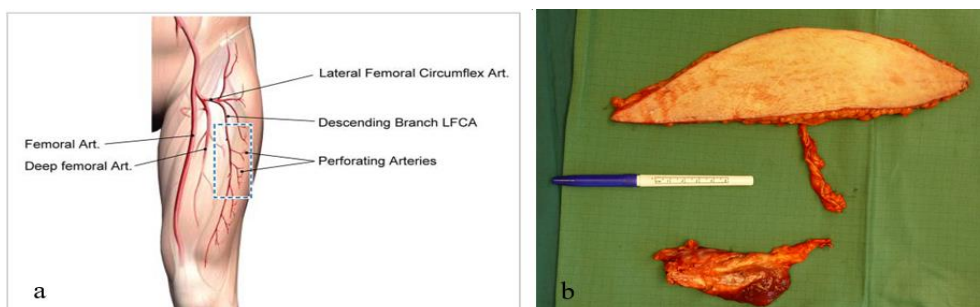 Lateral Femoral Circumflex Art.
Descending Branch LFCA
Femoral Art.
Perforating Arteries
Deep femoral Art.
a
b